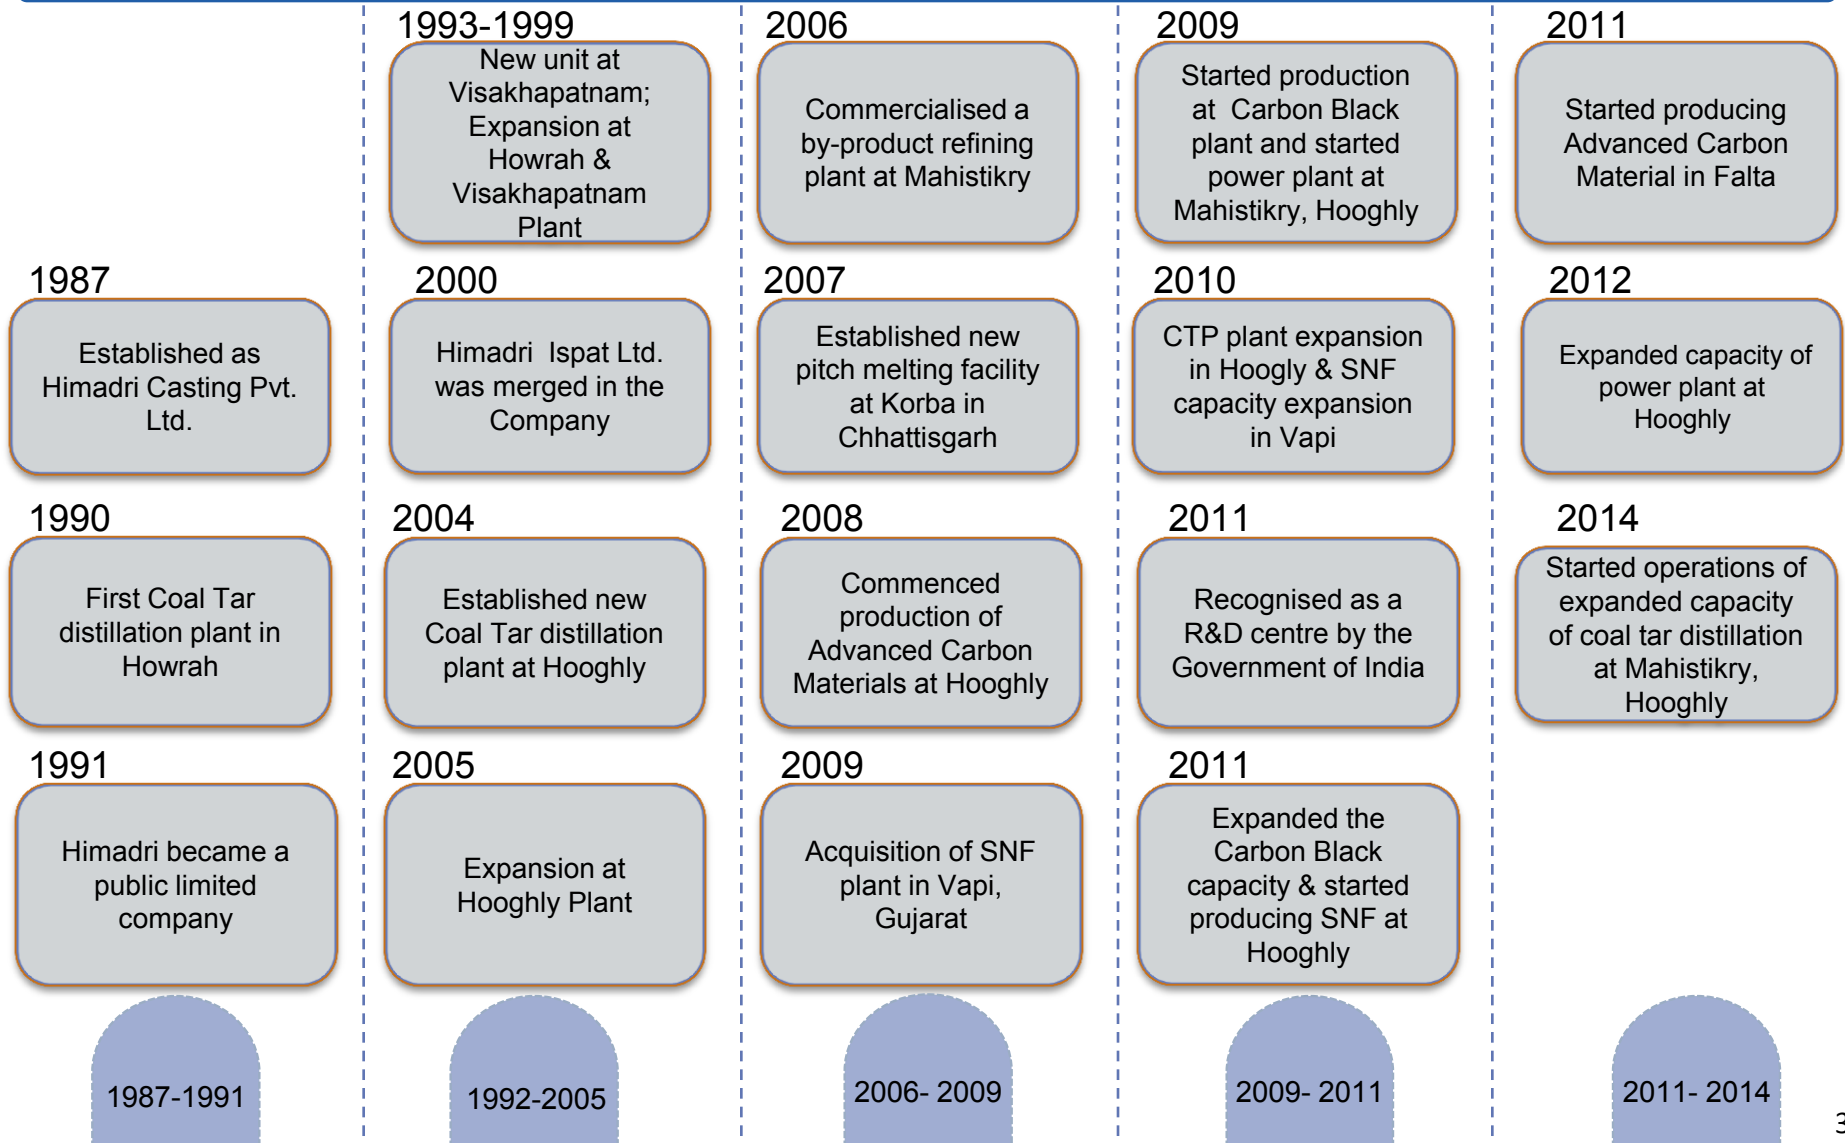 1987
Established as
Himadri Casting Pvt.
Ltd.
1990
First Coal Tar
distillation plant in
Howrah
1991
Himadri became a
public limited
company
1987-1991
1993-1999
New unit at
Visakhapatnam;
Expansion at
Howrah &
Visakhapatnam
Plant
2000
Himadri Ispat Ltd.
was merged in the
Company
2004
Established new
Coal Tar distillation
plant at Hooghly
2005
Expansion at
Hooghly Plant
1992-2005
2006
Commercialised a
by-product refining
plant at Mahistikry
2007
Established new
pitch melting facility
at Korba in
Chhattisgarh
2008
Commenced
production of
Advanced Carbon
Materials at Hooghly
2009
Acquisition of SNF
plant in Vapi,
Gujarat
2006- 2009
2009
Started production
at Carbon Black
plant and started
power plant at
Mahistikry, Hooghly
2010
CTP plant expansion
in Hoogly & SNF
capacity expansion
in Vapi
2011
Recognised as a
R&D centre by the
Government of India
2011
Expanded the
Carbon Black
capacity & started
producing SNF at
Hooghly
2009- 2011
2011
Started producing
Advanced Carbon
Material in Falta
2012
Expanded capacity of
power plant at
Hooghly
2014
Started operations of
expanded capacity
of coal tar distillation
at Mahistikry,
Hooghly
2011- 2014
3